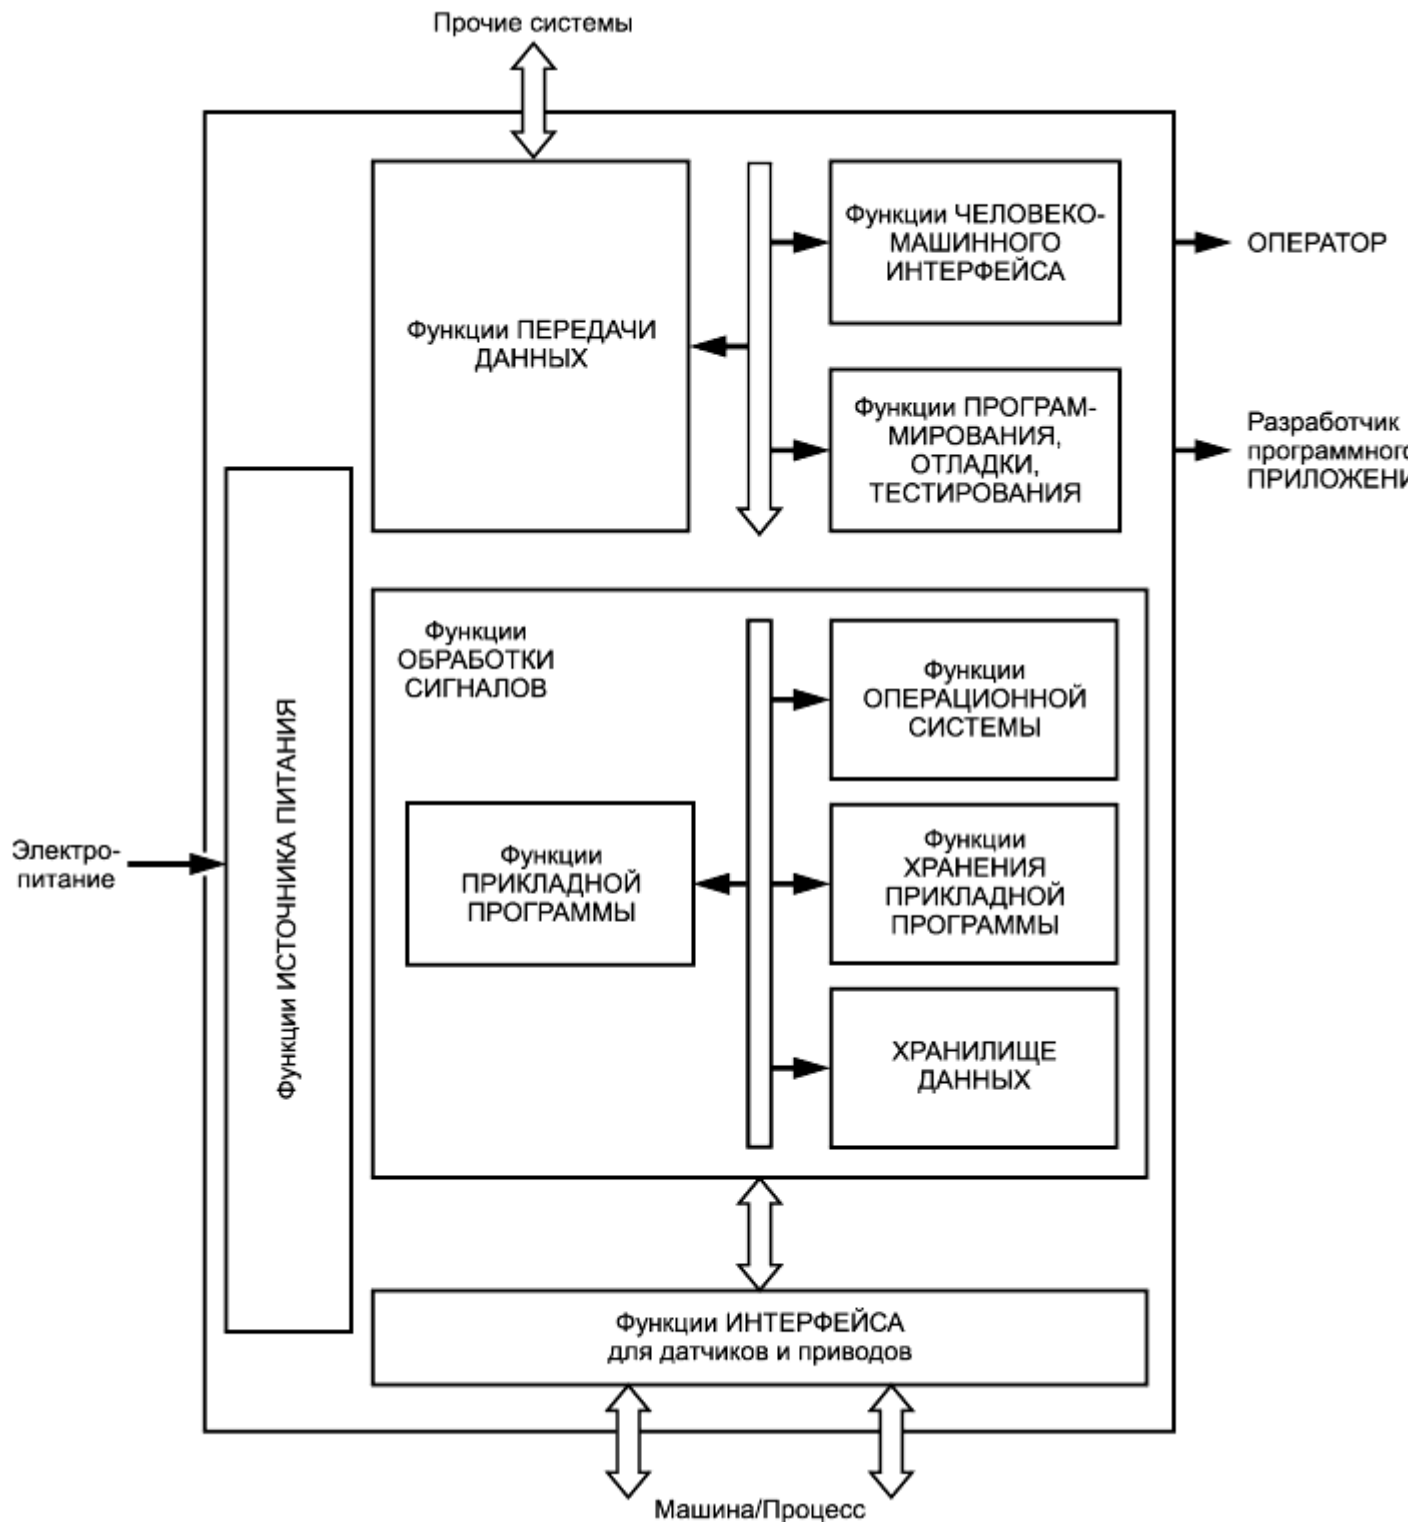 Прочие системы
Функции ЧЕЛОВЕКО-
МАШИННОГО
ИНТЕРФЕЙСА
ОПЕРАТОР
Функции ПЕРЕДАЧИ
ДАННЫХ
Функции ПРОГРАМ-
МИРОВАНИЯ,
ОТЛАДКИ,
ТЕСТИРОВАНИЯ
Разработчик
программного
ПРИЛОЖЕНИ
Функции
ОБРАБОТКИ
СИГНАЛОВ
Функции
ОПЕРАЦИОННОЙ
СИСТЕМЫ
Электро-
питание
Функции ИСТОЧНИКА ПИТАНИЯ
Функции
ПРИКЛАДНОЙ
ПРОГРАММЫ
Функции
ХРАНЕНИЯ
ПРИКЛАДНОЙ
ПРОГРАММЫ
ХРАНИЛИЩЕ
ДАННЫХ
Функции ИНТЕРФЕЙСА
для датчиков и приводов
Машина/Процесс